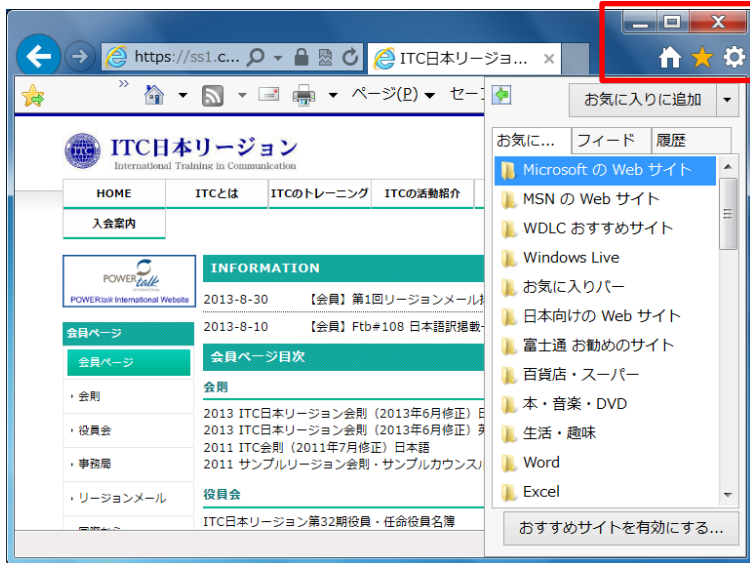 https://ss1.c...
ITC日本リージョ...
ページ(P)
セー
ITC日本リージョン
International Training in Communication
HOME
ITCとは
ITCのトレーニング
ITCの活動紹介
入会案内
POWERtalk
INTERNATIONAL
POWERtalk International Website
会員ページ
会員ページ
会則
役員会
事務局
リージョンメール
INFORMATION
2013-8-30 【会員】第1回リージョンメール
2013-8-10 【会員】Ftb#108 日本語訳掲載
会員ページ目次
会則
2013 ITC日本リージョン会則（2013年6月修正）
2013 ITC日本リージョン会則（2013年6月修正）
2011 ITC会則（2011年7月修正）日本語
2011 サンプルリージョン会則・サンプルカウンス
役員会
ITC日本リージョン第32期役員・任命役員名簿
お気に入りに追加
お気に...
フィード
履歴
Microsoft の Web サイト
MSN の Web サイト
WDLC おすすめサイト
Windows Live
お気に入りバー
日本向けの Web サイト
富士通 お勧めのサイト
百貨店・スーパー
本・音楽・DVD
生活・趣味
Word
Excel
おすすめサイトを有効にする...